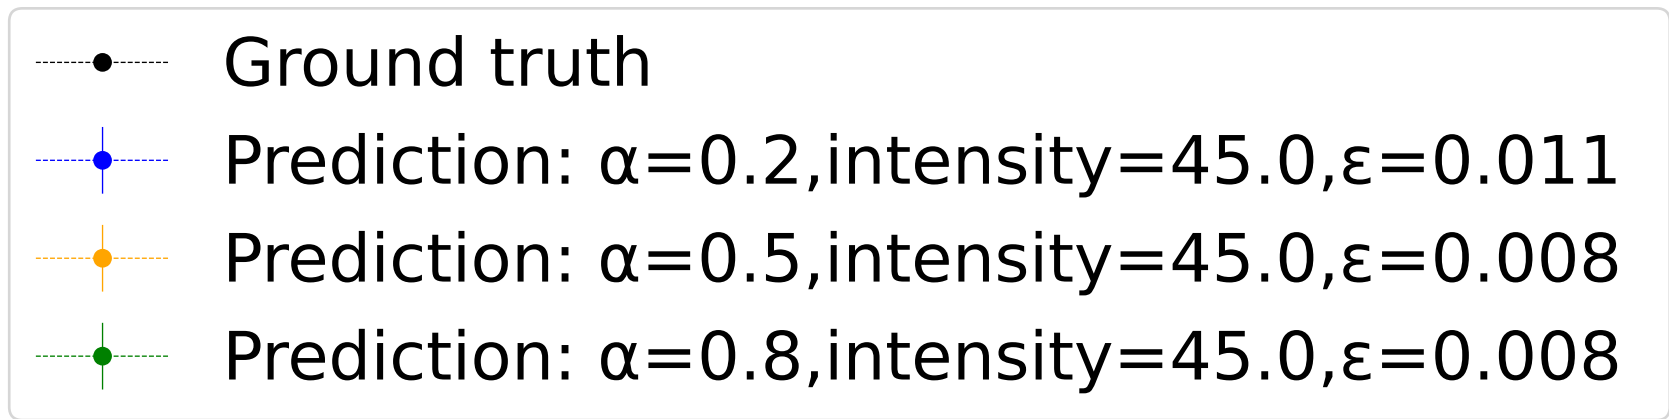 Ground truth
Prediction: α=0.2,intensity=45.0,ε=0.011
Prediction: α=0.5,intensity=45.0,ε=0.008
Prediction: α=0.8,intensity=45.0,ε=0.008